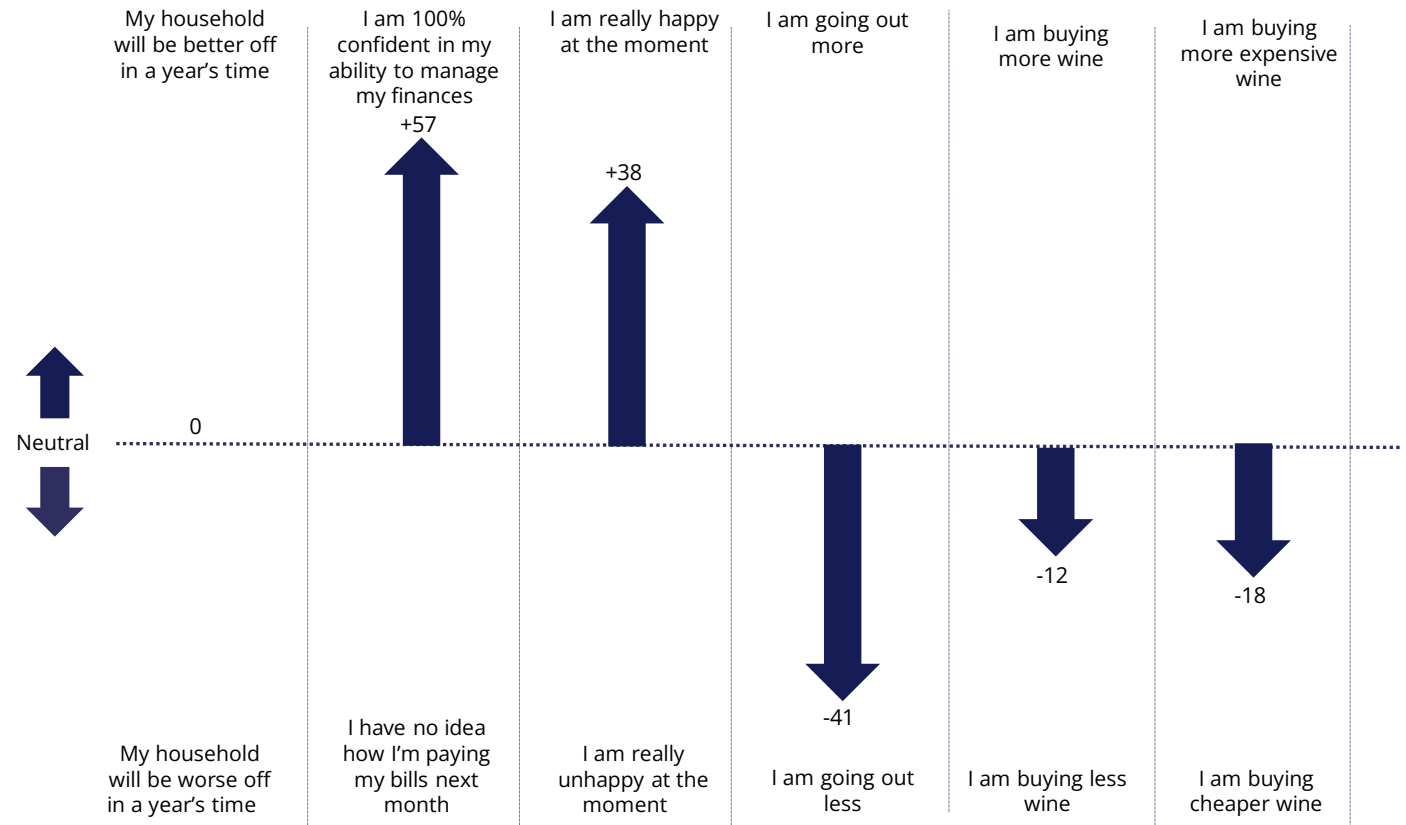 My household
will be better off
in a year’s time
I am 100%
confident in my
ability to manage
my finances
I am really happy
at the moment
I am going out
more
I am buying
more wine
I am buying
more expensive
wine
+57
+38
0
Neutral
-12
-18
-41
My household
will be worse off
in a year’s time
I have no idea
how I’m paying
my bills next
month
I am really
unhappy at the
moment
I am going out
less
I am buying less
wine
I am buying
cheaper wine